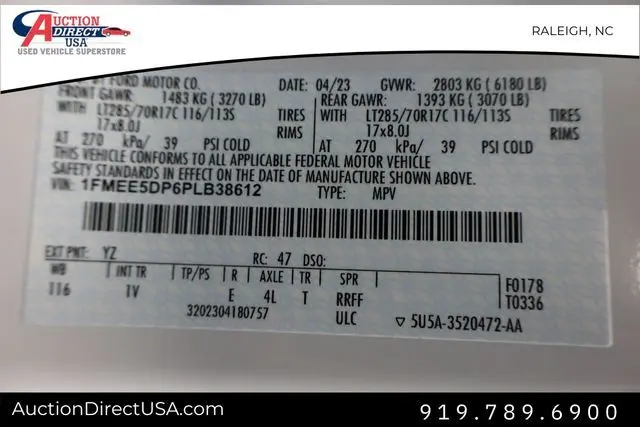 AUCTION
DIRECT
USA
USED VEHICLE SUPERSTORE
RALEIGH, NC
BY FORD MOTOR CO. DATE: 04/23 GVWR: 2803 KG (6180 LB)
FRONT GAWR: 1483 KG (3270 LB) REAR GAWR: 1393 KG (3070 LB)
WITH LT285/70R17C 116/113S TIRES WITH LT285/70R17C 116/113S TIRES
17x8.0J RIMS 17x8.0J RIMS
AT 270 kPa/ 39 PSI COLD AT 270 kPa/ 39 PSI COLD
THIS VEHICLE CONFORMS TO ALL APPLICABLE FEDERAL MOTOR VEHICLE
SAFETY STANDARDS IN EFFECT ON THE DATE OF MANUFACTURE SHOWN ABOVE.
VIN: 1FMEE5DP6PLB38612 TYPE: MPV
EXT PNT: YZ RC: 47 DSO:
WB INT TR TP/PS R AXLE TR SPR F0178
116 IV E 4L T RRFF T0336
3202304180757 ULC ▽ 5U5A-3520472-AA
AuctionDirectUSA.com 919.789.6900